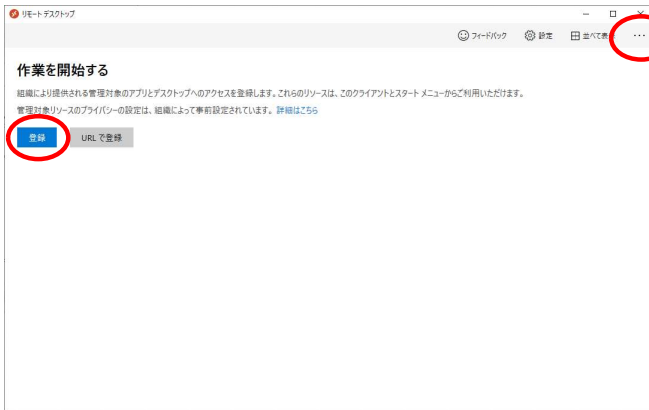 リモート デスクトップ
フィードバック 設定 並べて表 …
作業を開始する
組織により提供される管理対象のアプリとデスクトップへのアクセスを登録します。これらのリソースは、このクライアントとスタート メニューからご利用いただけます。
管理対象リソースのプライバシーの設定は、組織によって事前設定されています。 詳細はこちら
登録 URL で登録